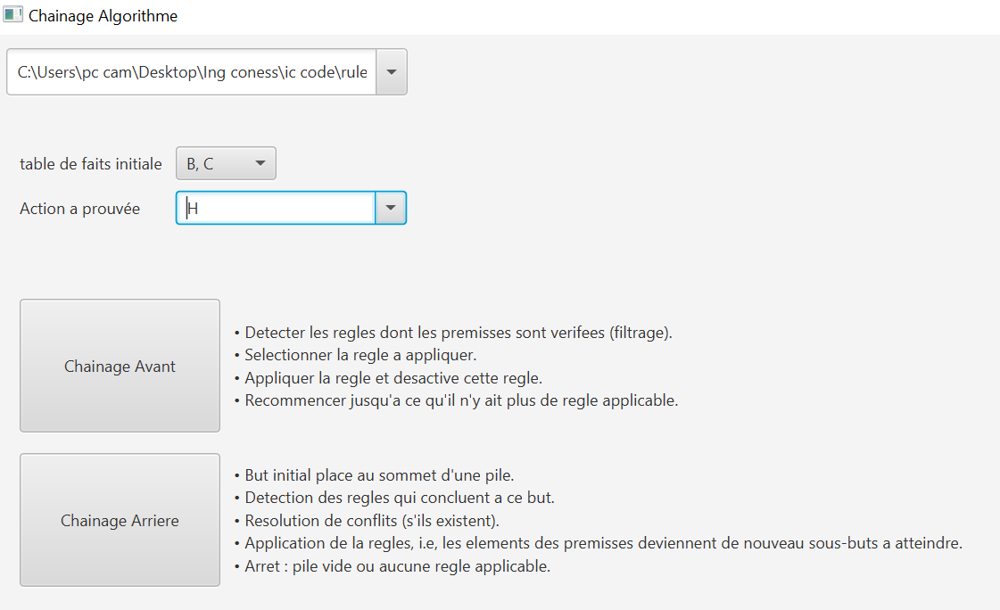 Chainage Algorithme
C:\Users\pc cam\Desktop\Ing coness\ic code\rule
table de faits initiale B, C
Action a prouvée H
Chainage Avant
• Detecter les regles dont les premisses sont verifees (filtrage).
• Selectionner la regle a appliquer.
• Appliquer la regle et desactive cette regle.
• Recommencer jusqu'a ce qu'il n'y ait plus de regle applicable.
Chainage Arriere
• But initial place au sommet d'une pile.
• Detection des regles qui concluent a ce but.
• Resolution de conflits (s'ils existent).
• Application de la regles, i.e, les elements des premisses deviennent de nouveau sous-buts a atteindre.
• Arret : pile vide ou aucune regle applicable.